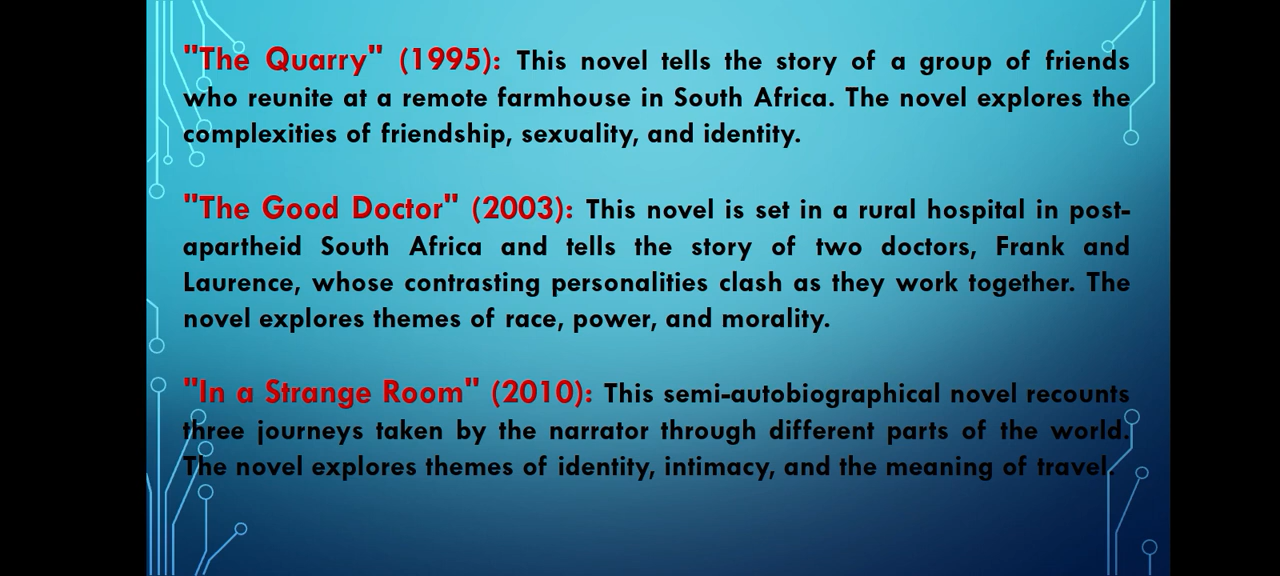 "The Quarry" (1995): This novel tells the story of a group of friends
who reunite at a remote farmhouse in South Africa. The novel explores the
complexities of friendship, sexuality, and identity.
"The Good Doctor" (2003): This novel is set in a rural hospital in post-
apartheid South Africa and tells the story of two doctors, Frank and
Laurence, whose contrasting personalities clash as they work together. The
novel explores themes of race, power, and morality.
"In a Strange Room" (2010): This semi-autobiographical novel recounts
three journeys taken by the narrator through different parts of the world.
The novel explores themes of identity, intimacy, and the meaning of travel.